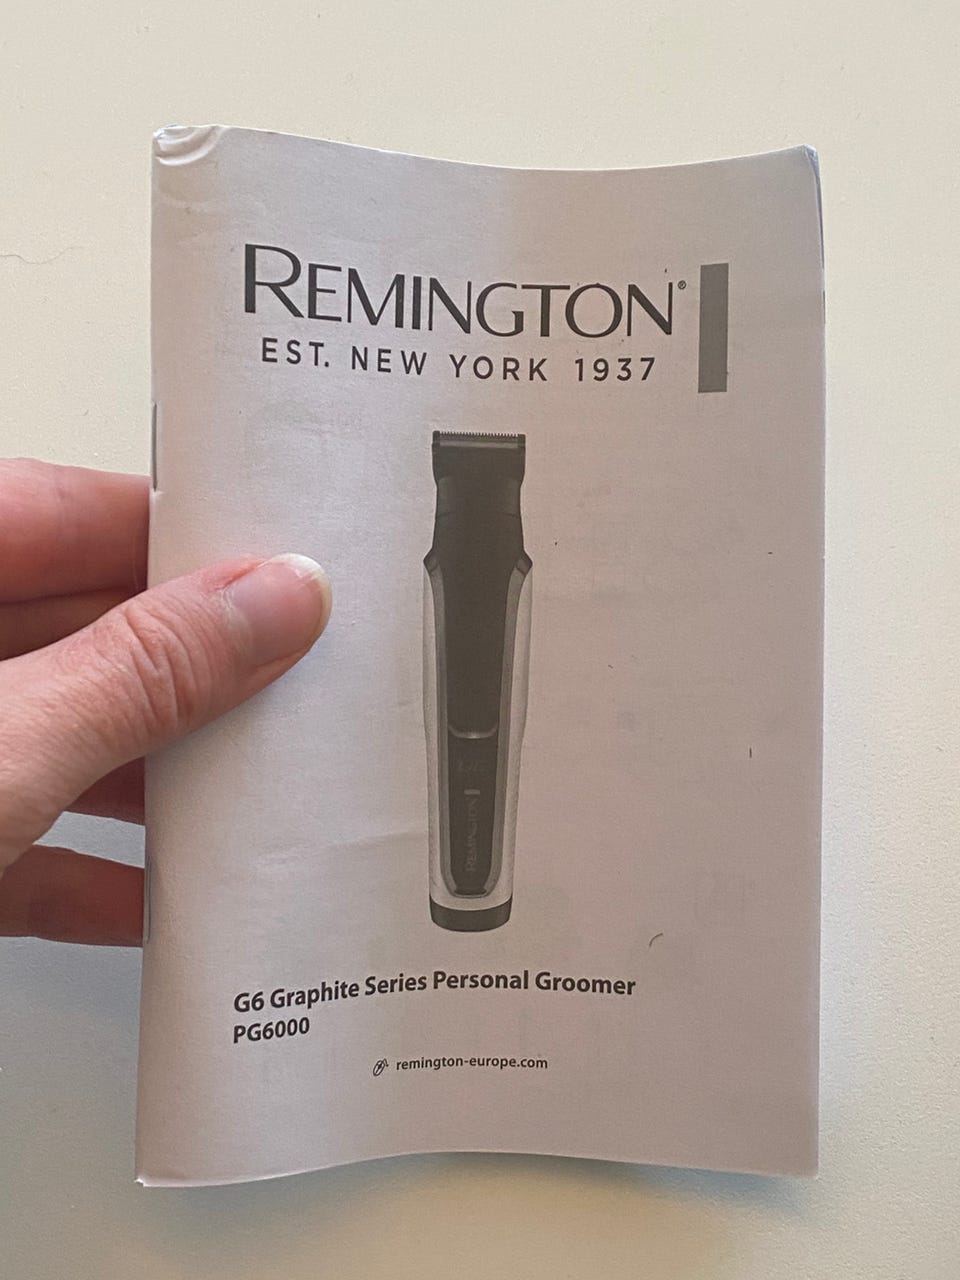 REMINGTON®
EST. NEW YORK 1937
REMINGTON
G6 Graphite Series Personal Groomer
PG6000
remington-europe.com